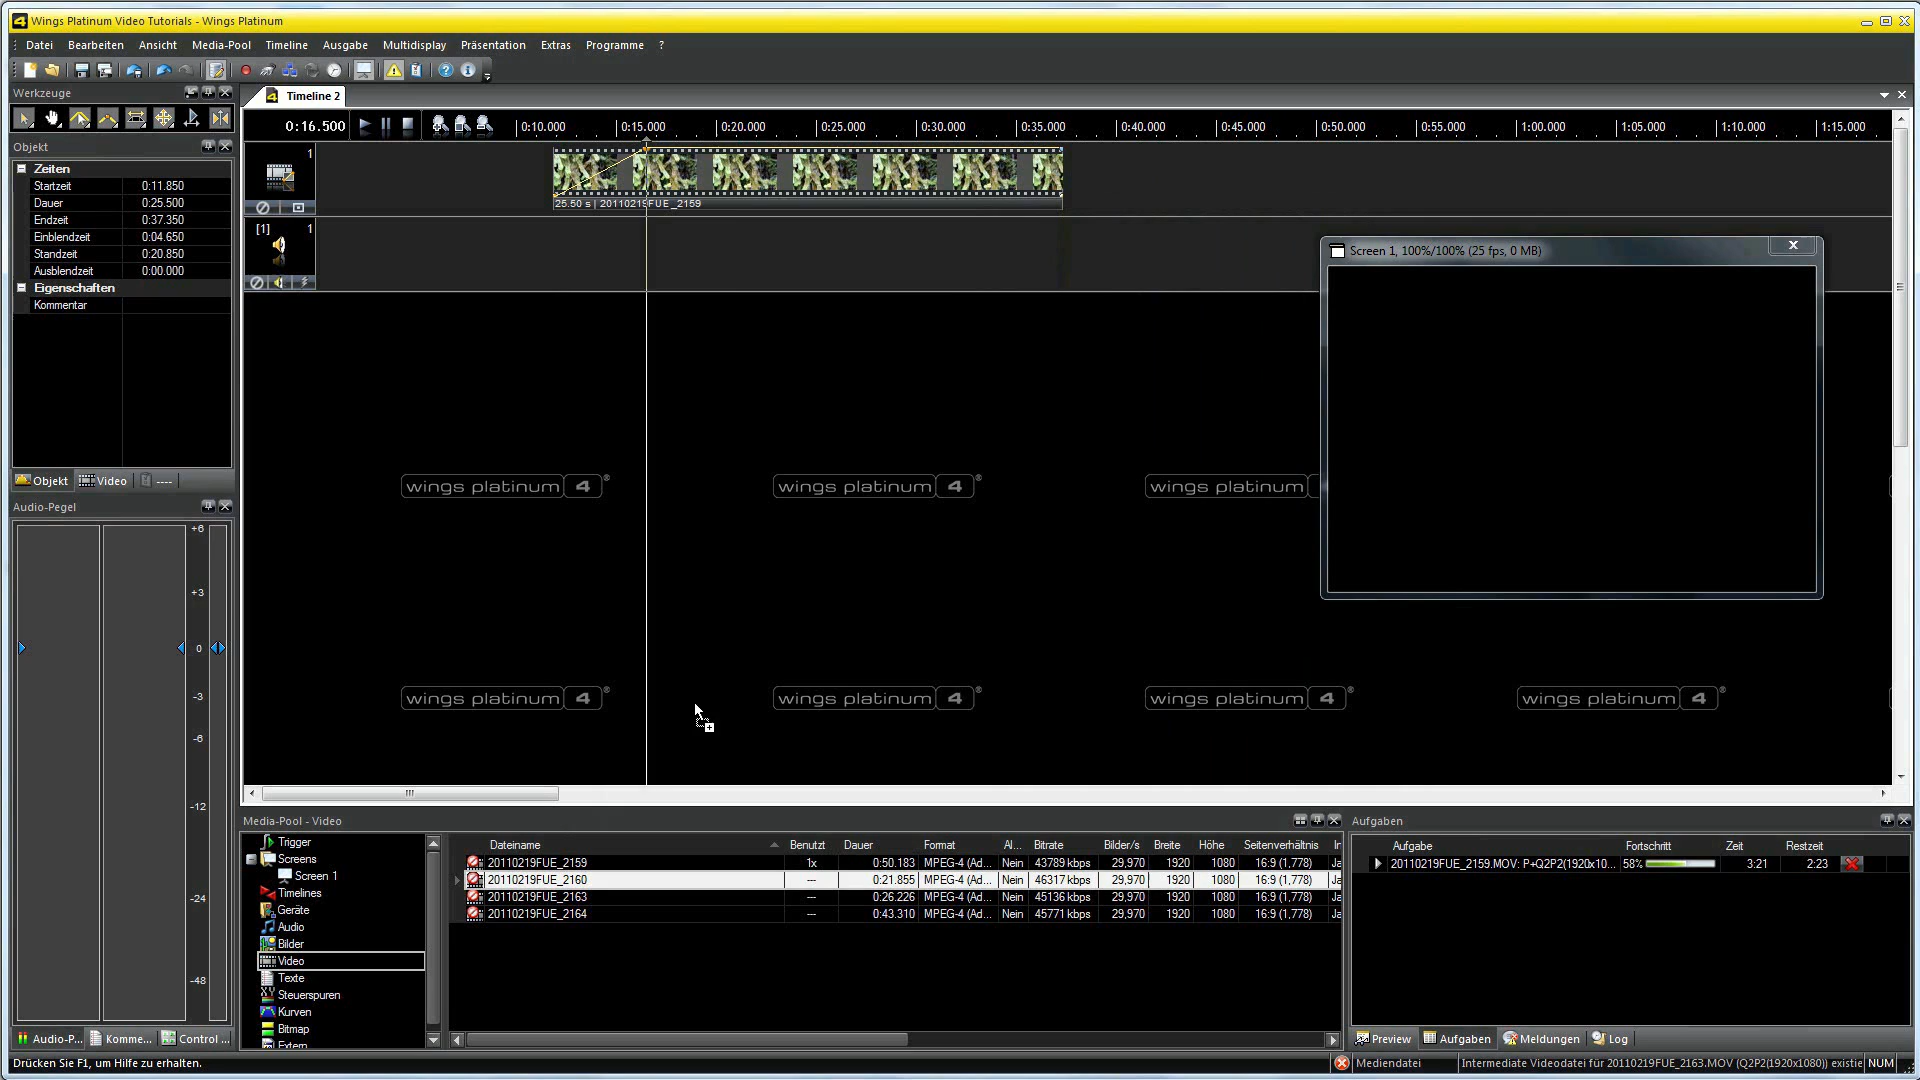 Wings Platinum Video Tutorials - Wings Platinum
Datei Bearbeiten Ansicht Media-Pool Timeline Ausgabe Multidisplay Präsentation Extras Programme ?
Werkzeuge
Objekt
Zeiten
Startzeit 0:11.850
Dauer 0:25.500
Endzeit 0:37.350
Einblendzeit 0:04.650
Standzeit 0:20.850
Ausblendzeit 0:00.000
Eigenschaften
Kommentar
Objekt Video ----
Audio-Pegel
+6
+3
0
-3
-6
-12
-24
-48
Audio-P... Komme... Control ...
Timeline 2
0:16.500 0:10.000 0:15.000 0:20.000 0:25.000 0:30.000 0:35.000 0:40.000 0:45.000 0:50.000 0:55.000 1:00.000 1:05.000 1:10.000 1:15.000
1
25.50 s | 20110219FUE_2159
[1] 1
Screen 1, 100%/100% (25 fps, 0 MB)
wings platinum 4 ® wings platinum 4 ® wings platinum
wings platinum 4 ® wings platinum 4 ® wings platinum 4 ® wings platinum 4 ®
Media-Pool - Video
Trigger
Screens
Screen 1
Timelines
Geräte
Audio
Bilder
Video
Texte
Steuerspuren
Kurven
Bitmap
Extern
Dateiname Benutzt Dauer Format Al... Bitrate Bilder/s Breite Höhe Seitenverhältnis
20110219FUE_2159 1x 0:50.183 MPEG-4 (Ad... Nein 43789 kbps 29,970 1920 1080 16:9 (1,778) Ja
20110219FUE_2160 --- 0:21.855 MPEG-4 (Ad... Nein 46317 kbps 29,970 1920 1080 16:9 (1,778) Ja
20110219FUE_2163 --- 0:26.226 MPEG-4 (Ad... Nein 45136 kbps 29,970 1920 1080 16:9 (1,778) Ja
20110219FUE_2164 --- 0:43.310 MPEG-4 (Ad... Nein 45771 kbps 29,970 1920 1080 16:9 (1,778) Ja
Aufgaben
Aufgabe Fortschritt Zeit Restzeit
20110219FUE_2159.MOV: P+Q2P2(1920x10... 58% 3:21 2:23
Preview Aufgaben Meldungen Log
Drücken Sie F1, um Hilfe zu erhalten. Mediendatei Intermediate Videodatei für 20110219FUE_2163.MOV (Q2P2(1920x1080)) existie NUM